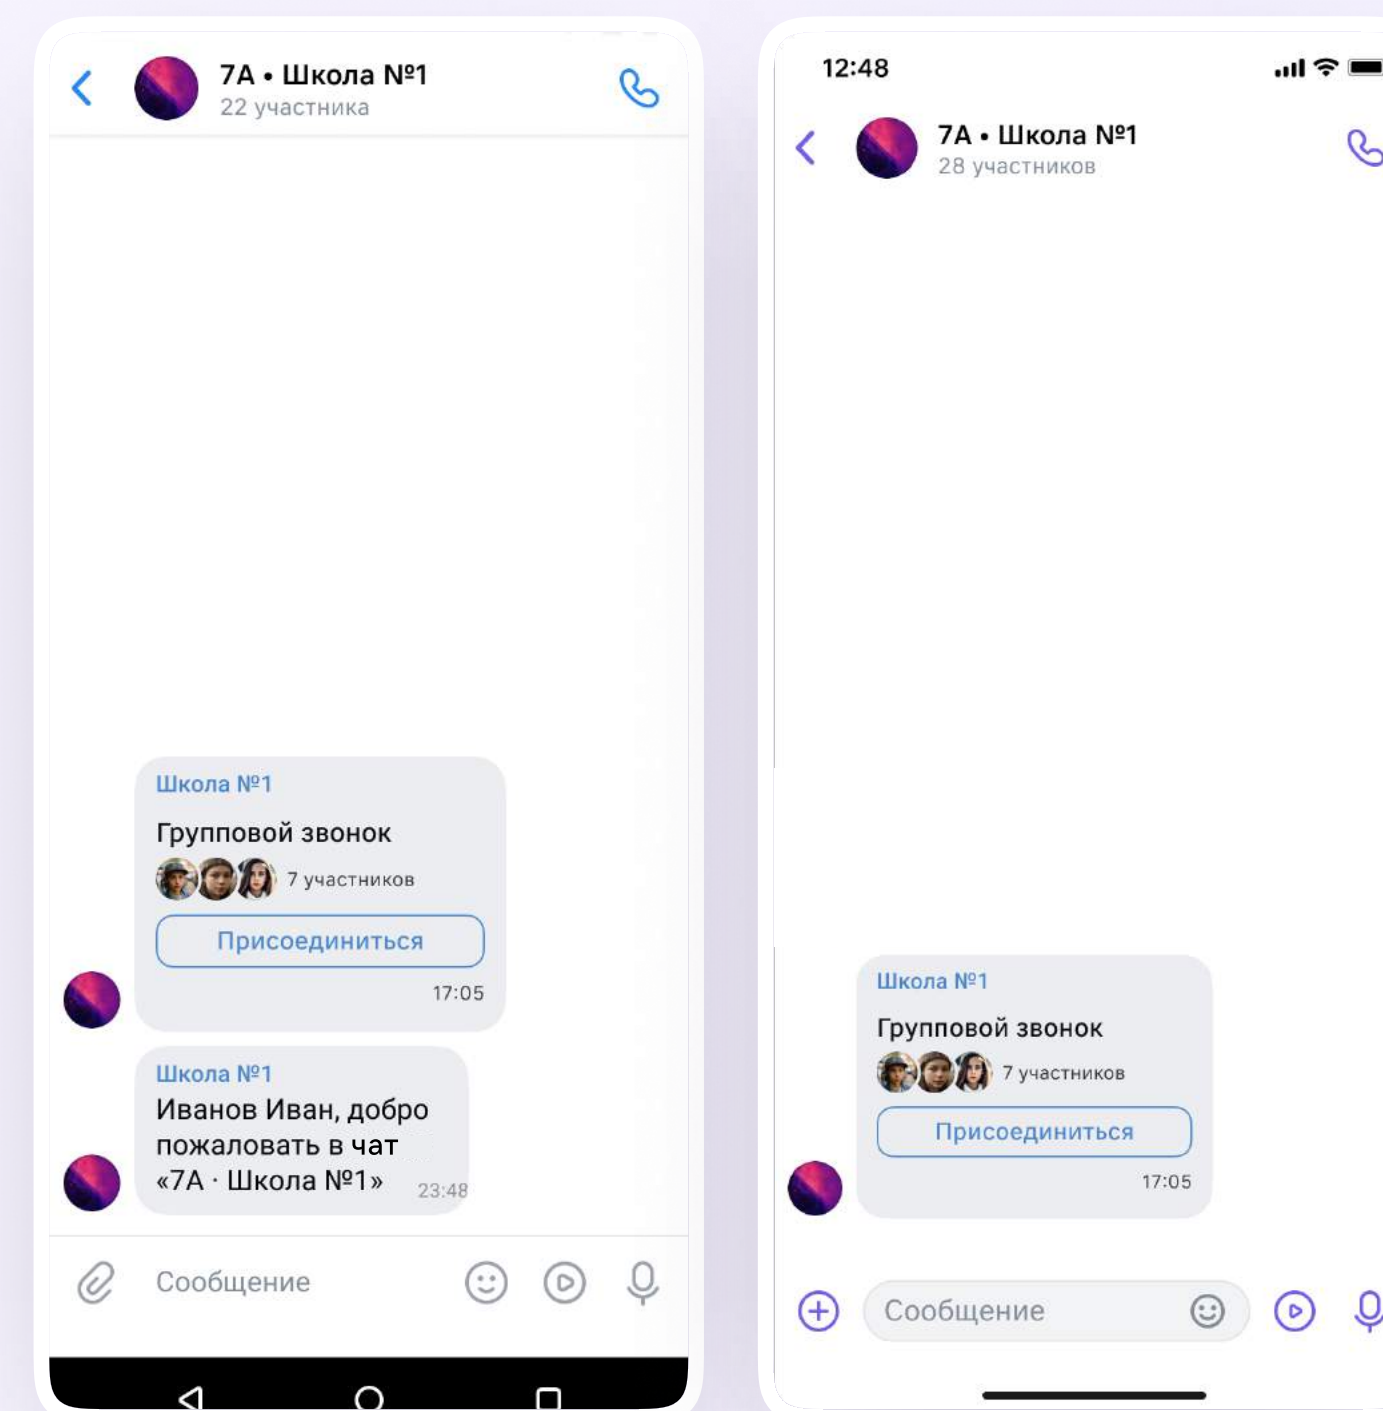 7А • Школа №1
22 участника
Школа №1
Групповой звонок
7 участников
Присоединиться
17:05
Школа №1
Иванов Иван, добро
пожаловать в чат
«7А · Школа №1»
23:48
Сообщение
12:48
7А • Школа №1
28 участников
Школа №1
Групповой звонок
7 участников
Присоединиться
17:05
Сообщение